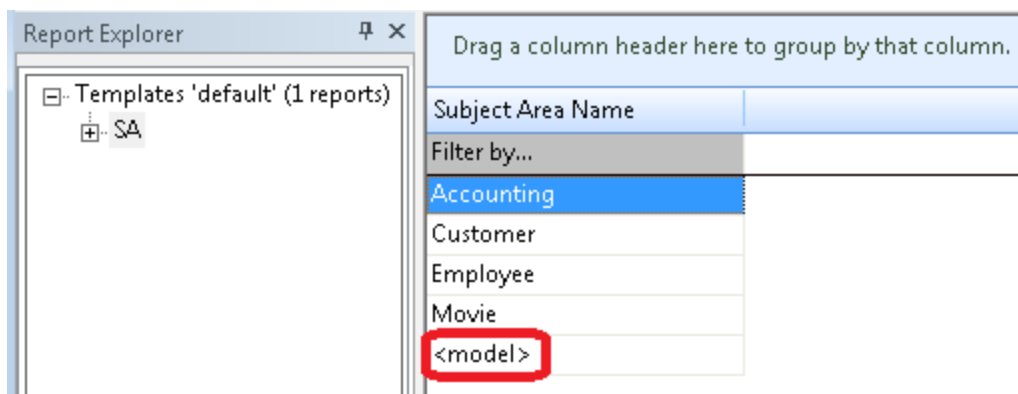 Report Explorer
Templates 'default' (1 reports)
SA
Drag a column header here to group by that column.
Subject Area Name
Filter by...
Accounting
Customer
Employee
Movie
<model>